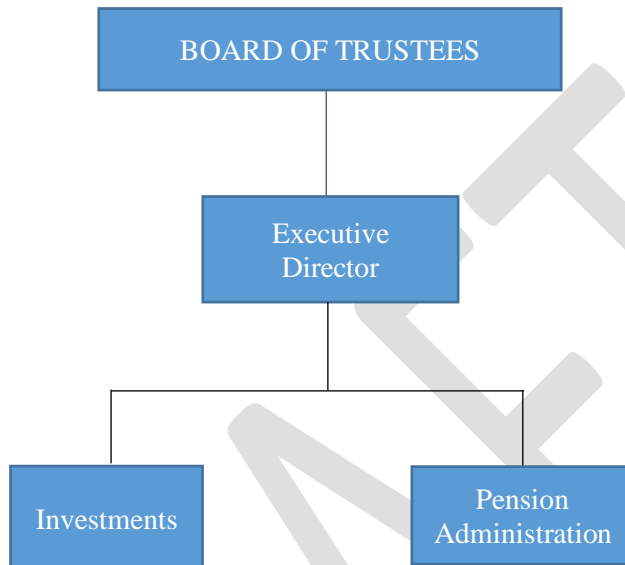 BOARD OF TRUSTEES
Executive
Director
Investments
Pension
Administration